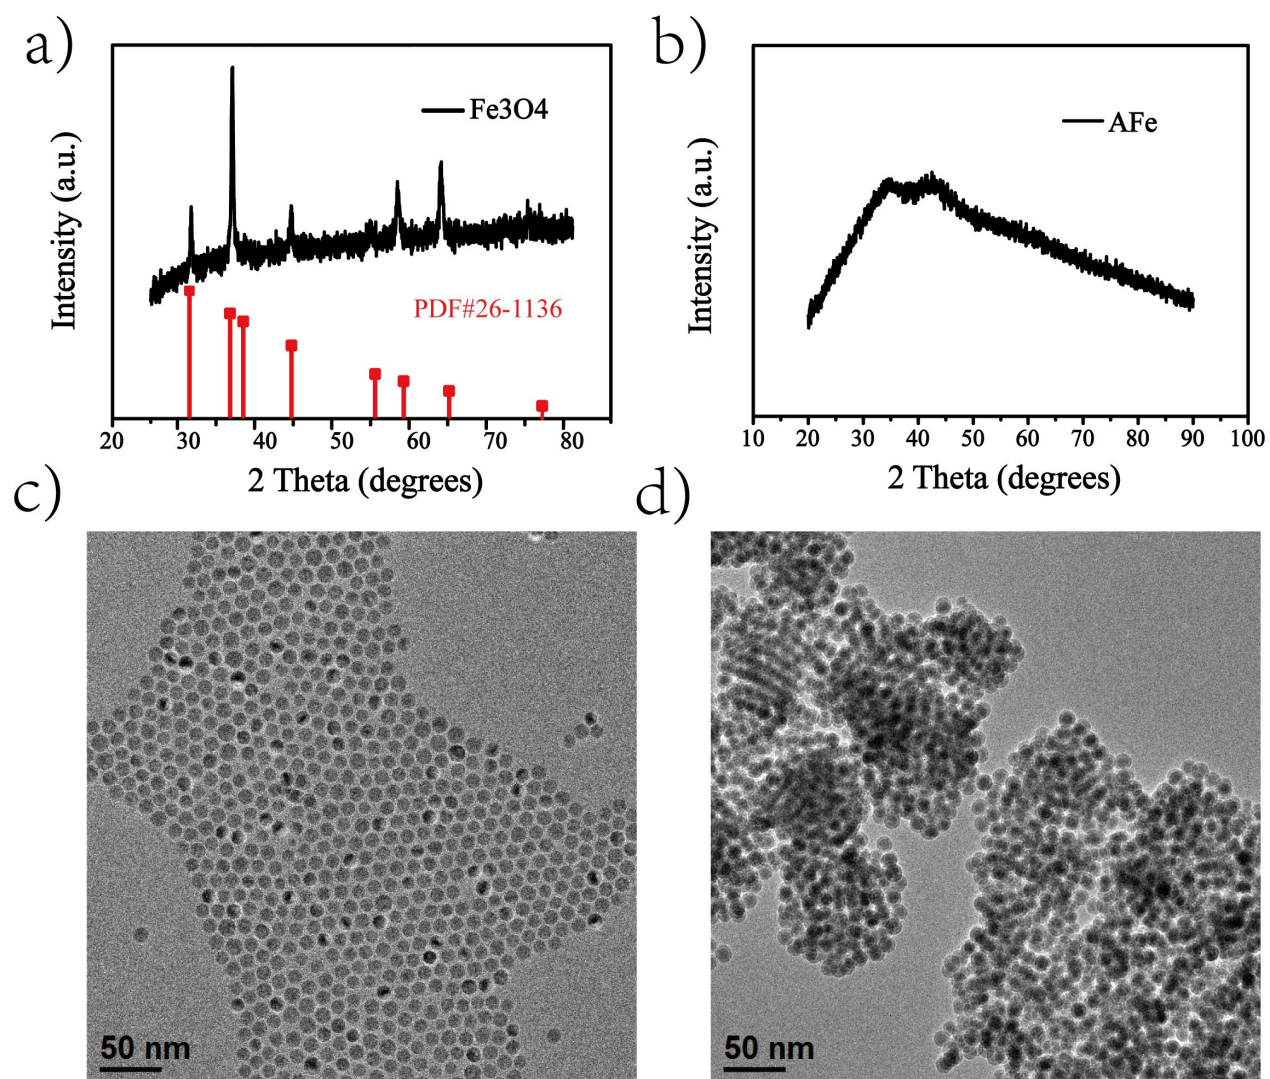 a)
Fe3O4
Intensity (a.u.)
PDF#26-1136
20 30 40 50 60 70 80
2 Theta (degrees)
b)
AFe
Intensity (a.u.)
10 20 30 40 50 60 70 80 90 100
2 Theta (degrees)
c)
50 nm
d)
50 nm